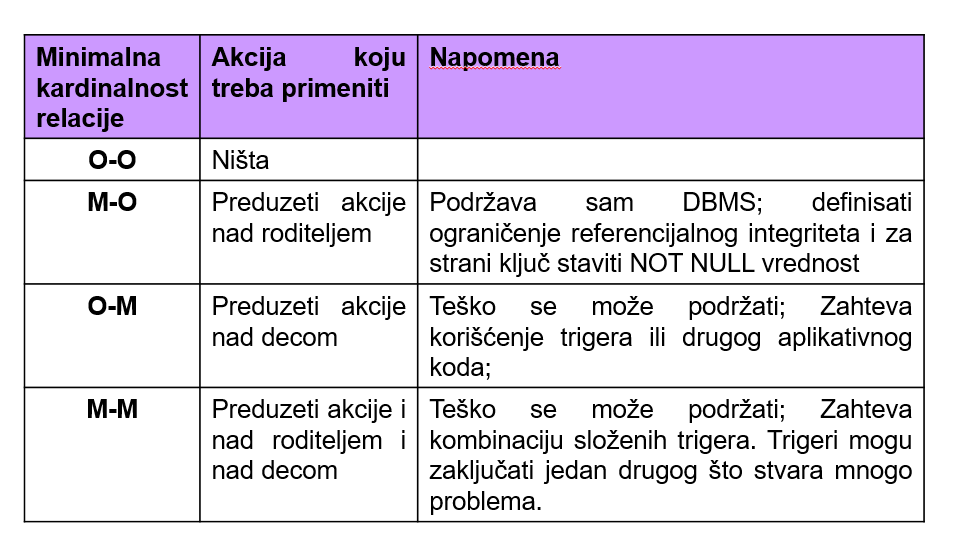 Minimalna
kardinalnost
relacije
Akcija koju
treba primeniti
Napomena
O-O
Ništa
M-O
Preduzeti akcije
nad roditeljem
Podržava sam DBMS; definisati
ograničenje referencijalnog integriteta i za
strani ključ staviti NOT NULL vrednost
O-M
Preduzeti akcije
nad decom
Teško se može podržati; Zahteva
korišćenje trigera ili drugog aplikativnog
koda;
M-M
Preduzeti akcije i
nad roditeljem i
nad decom
Teško se može podržati; Zahteva
kombinaciju složenih trigera. Trigeri mogu
zaključati jedan drugog što stvara mnogo
problema.